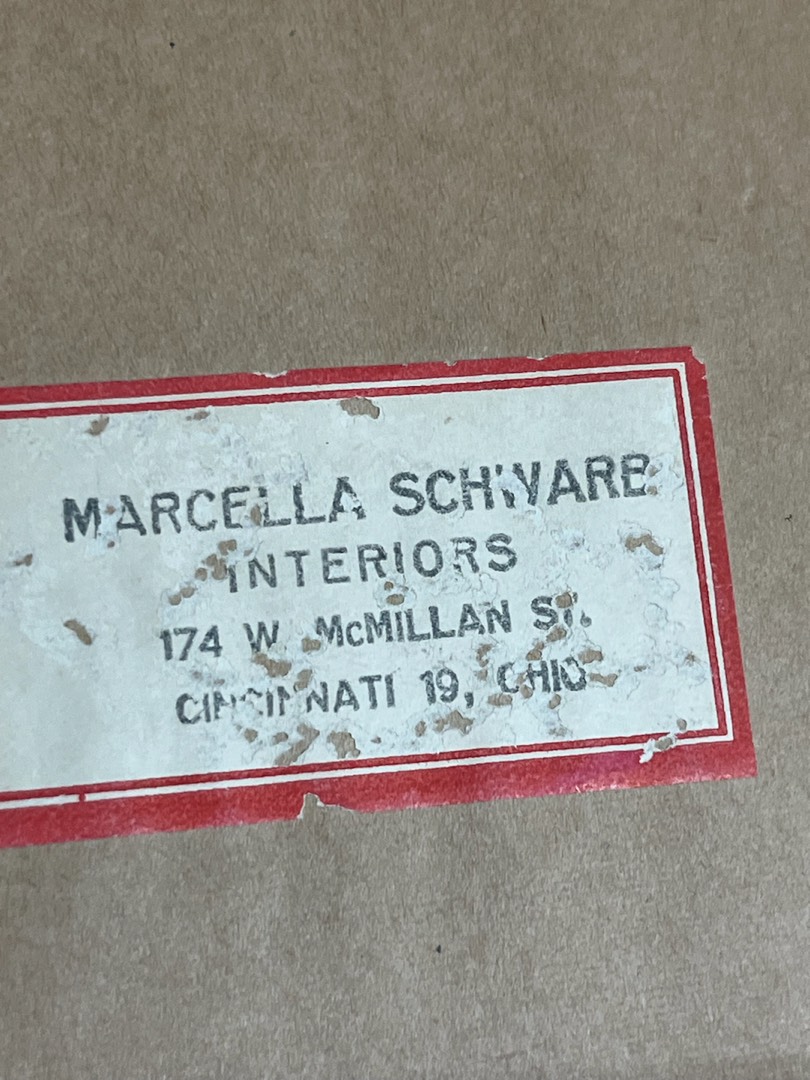 MARCELLA SCHWARB
INTERIORS
174 W. McMILLAN ST.
CINCINNATI 19, OHIO